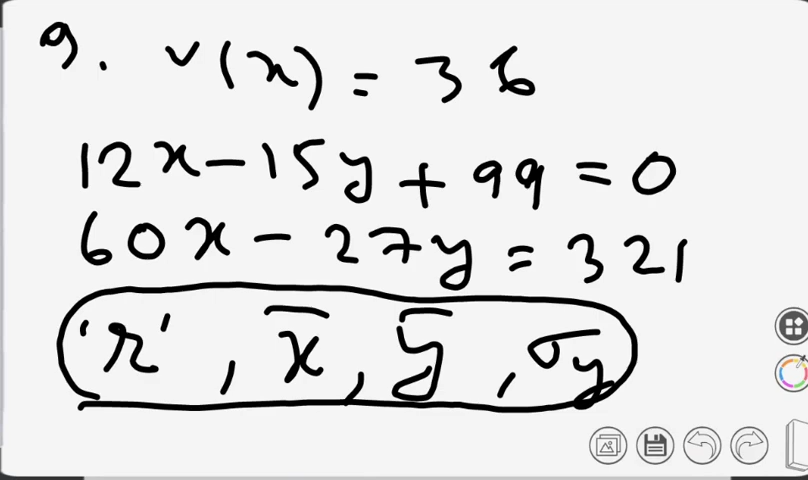 9. v(x) = 36
12x - 15y + 99 = 0
60x - 27y = 321
'r', x̄, ȳ, σy